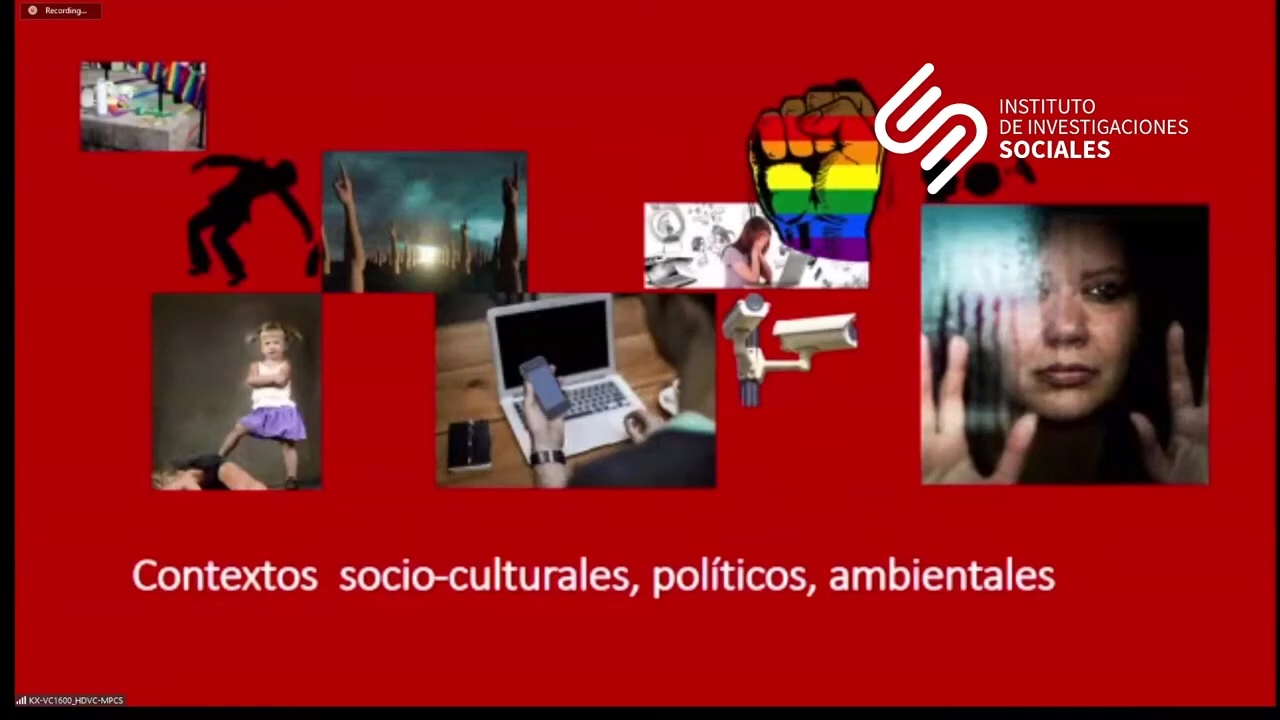 Recording...
INSTITUTO
DE INVESTIGACIONES
SOCIALES
Contextos socio-culturales, políticos, ambientales
KX-VC1600_HDVC-MPCS